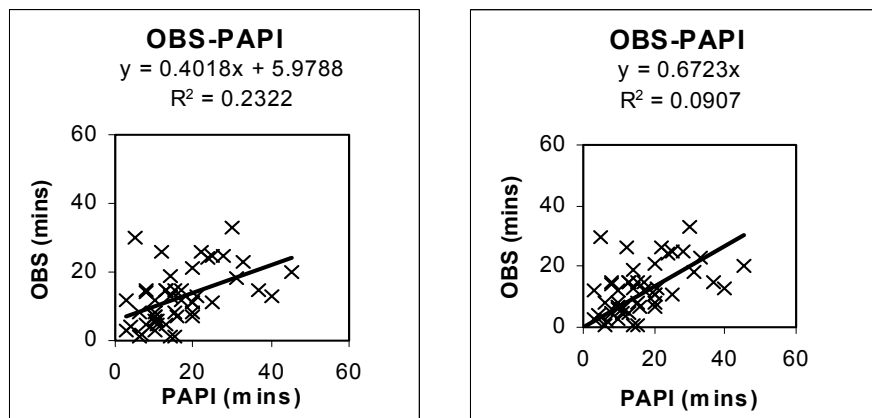 OBS-PAPI
y = 0.4018x + 5.9788
R² = 0.2322
60
40
20
0
0 20 40 60
OBS (mins)
PAPI (mins)
OBS-PAPI
y = 0.6723x
R² = 0.0907
60
40
20
0
0 20 40 60
OBS (mins)
PAPI (mins)